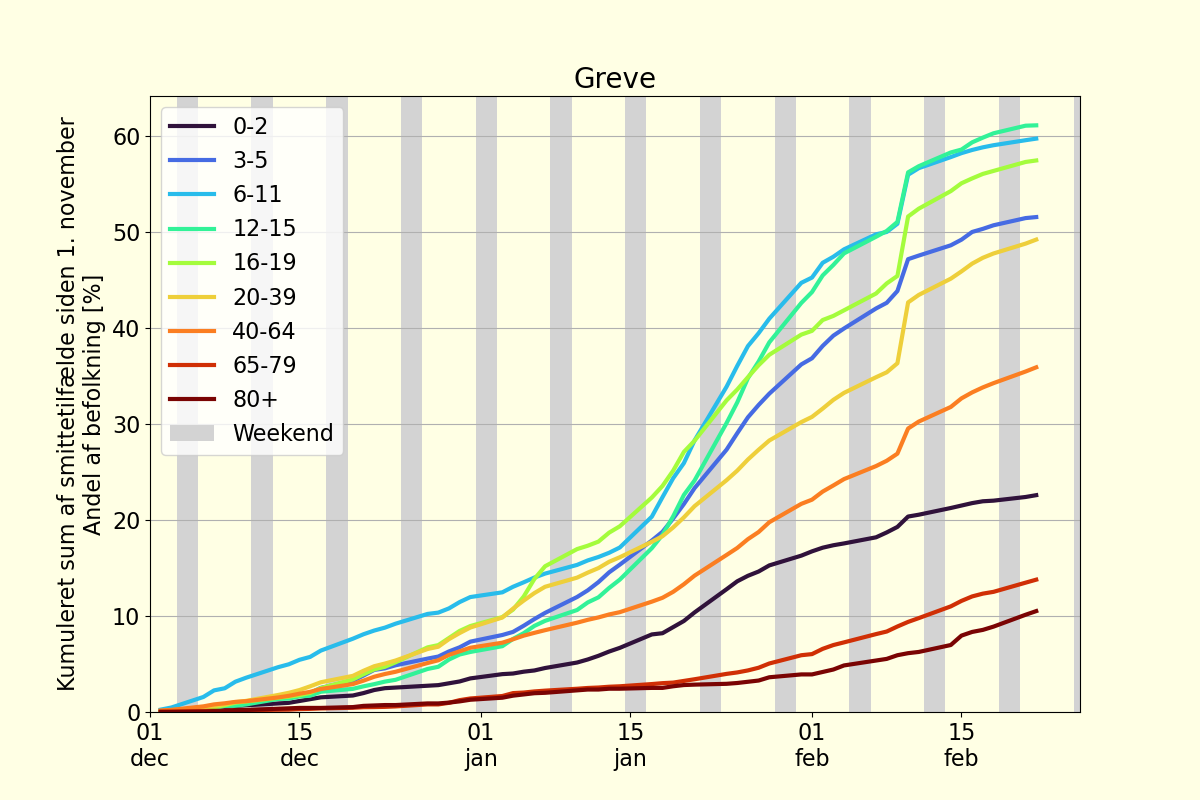 Greve
Kumuleret sum af smittetilfælde siden 1. november
Andel af befolkning [%]
60
50
40
30
20
10
0
0-2
3-5
6-11
12-15
16-19
20-39
40-64
65-79
80+
Weekend
01 15 01 15 01 15
dec dec jan jan feb feb